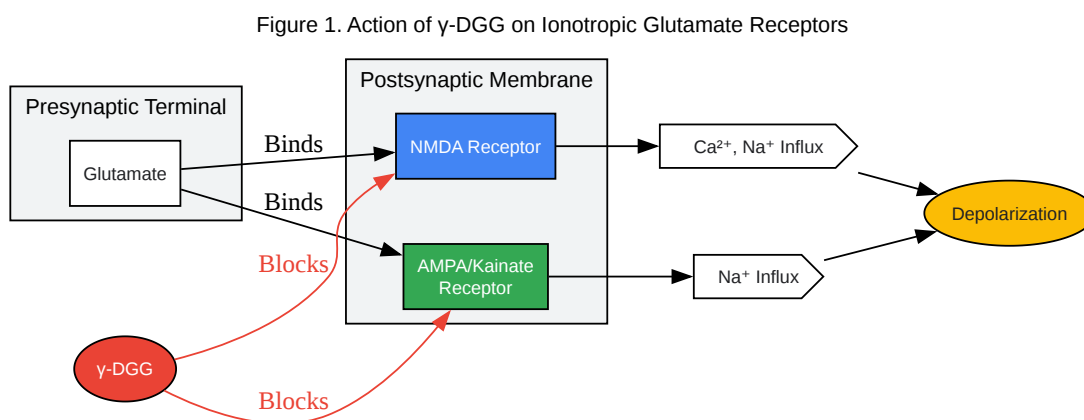 Figure 1. Action of γ-DGG on Ionotropic Glutamate Receptors
Presynaptic Terminal
Glutamate
Postsynaptic Membrane
Binds
NMDA Receptor
Ca²⁺, Na⁺ Influx
Binds
Depolarization
Blocks
AMPA/Kainate
Receptor
Na⁺ Influx
γ-DGG
Blocks